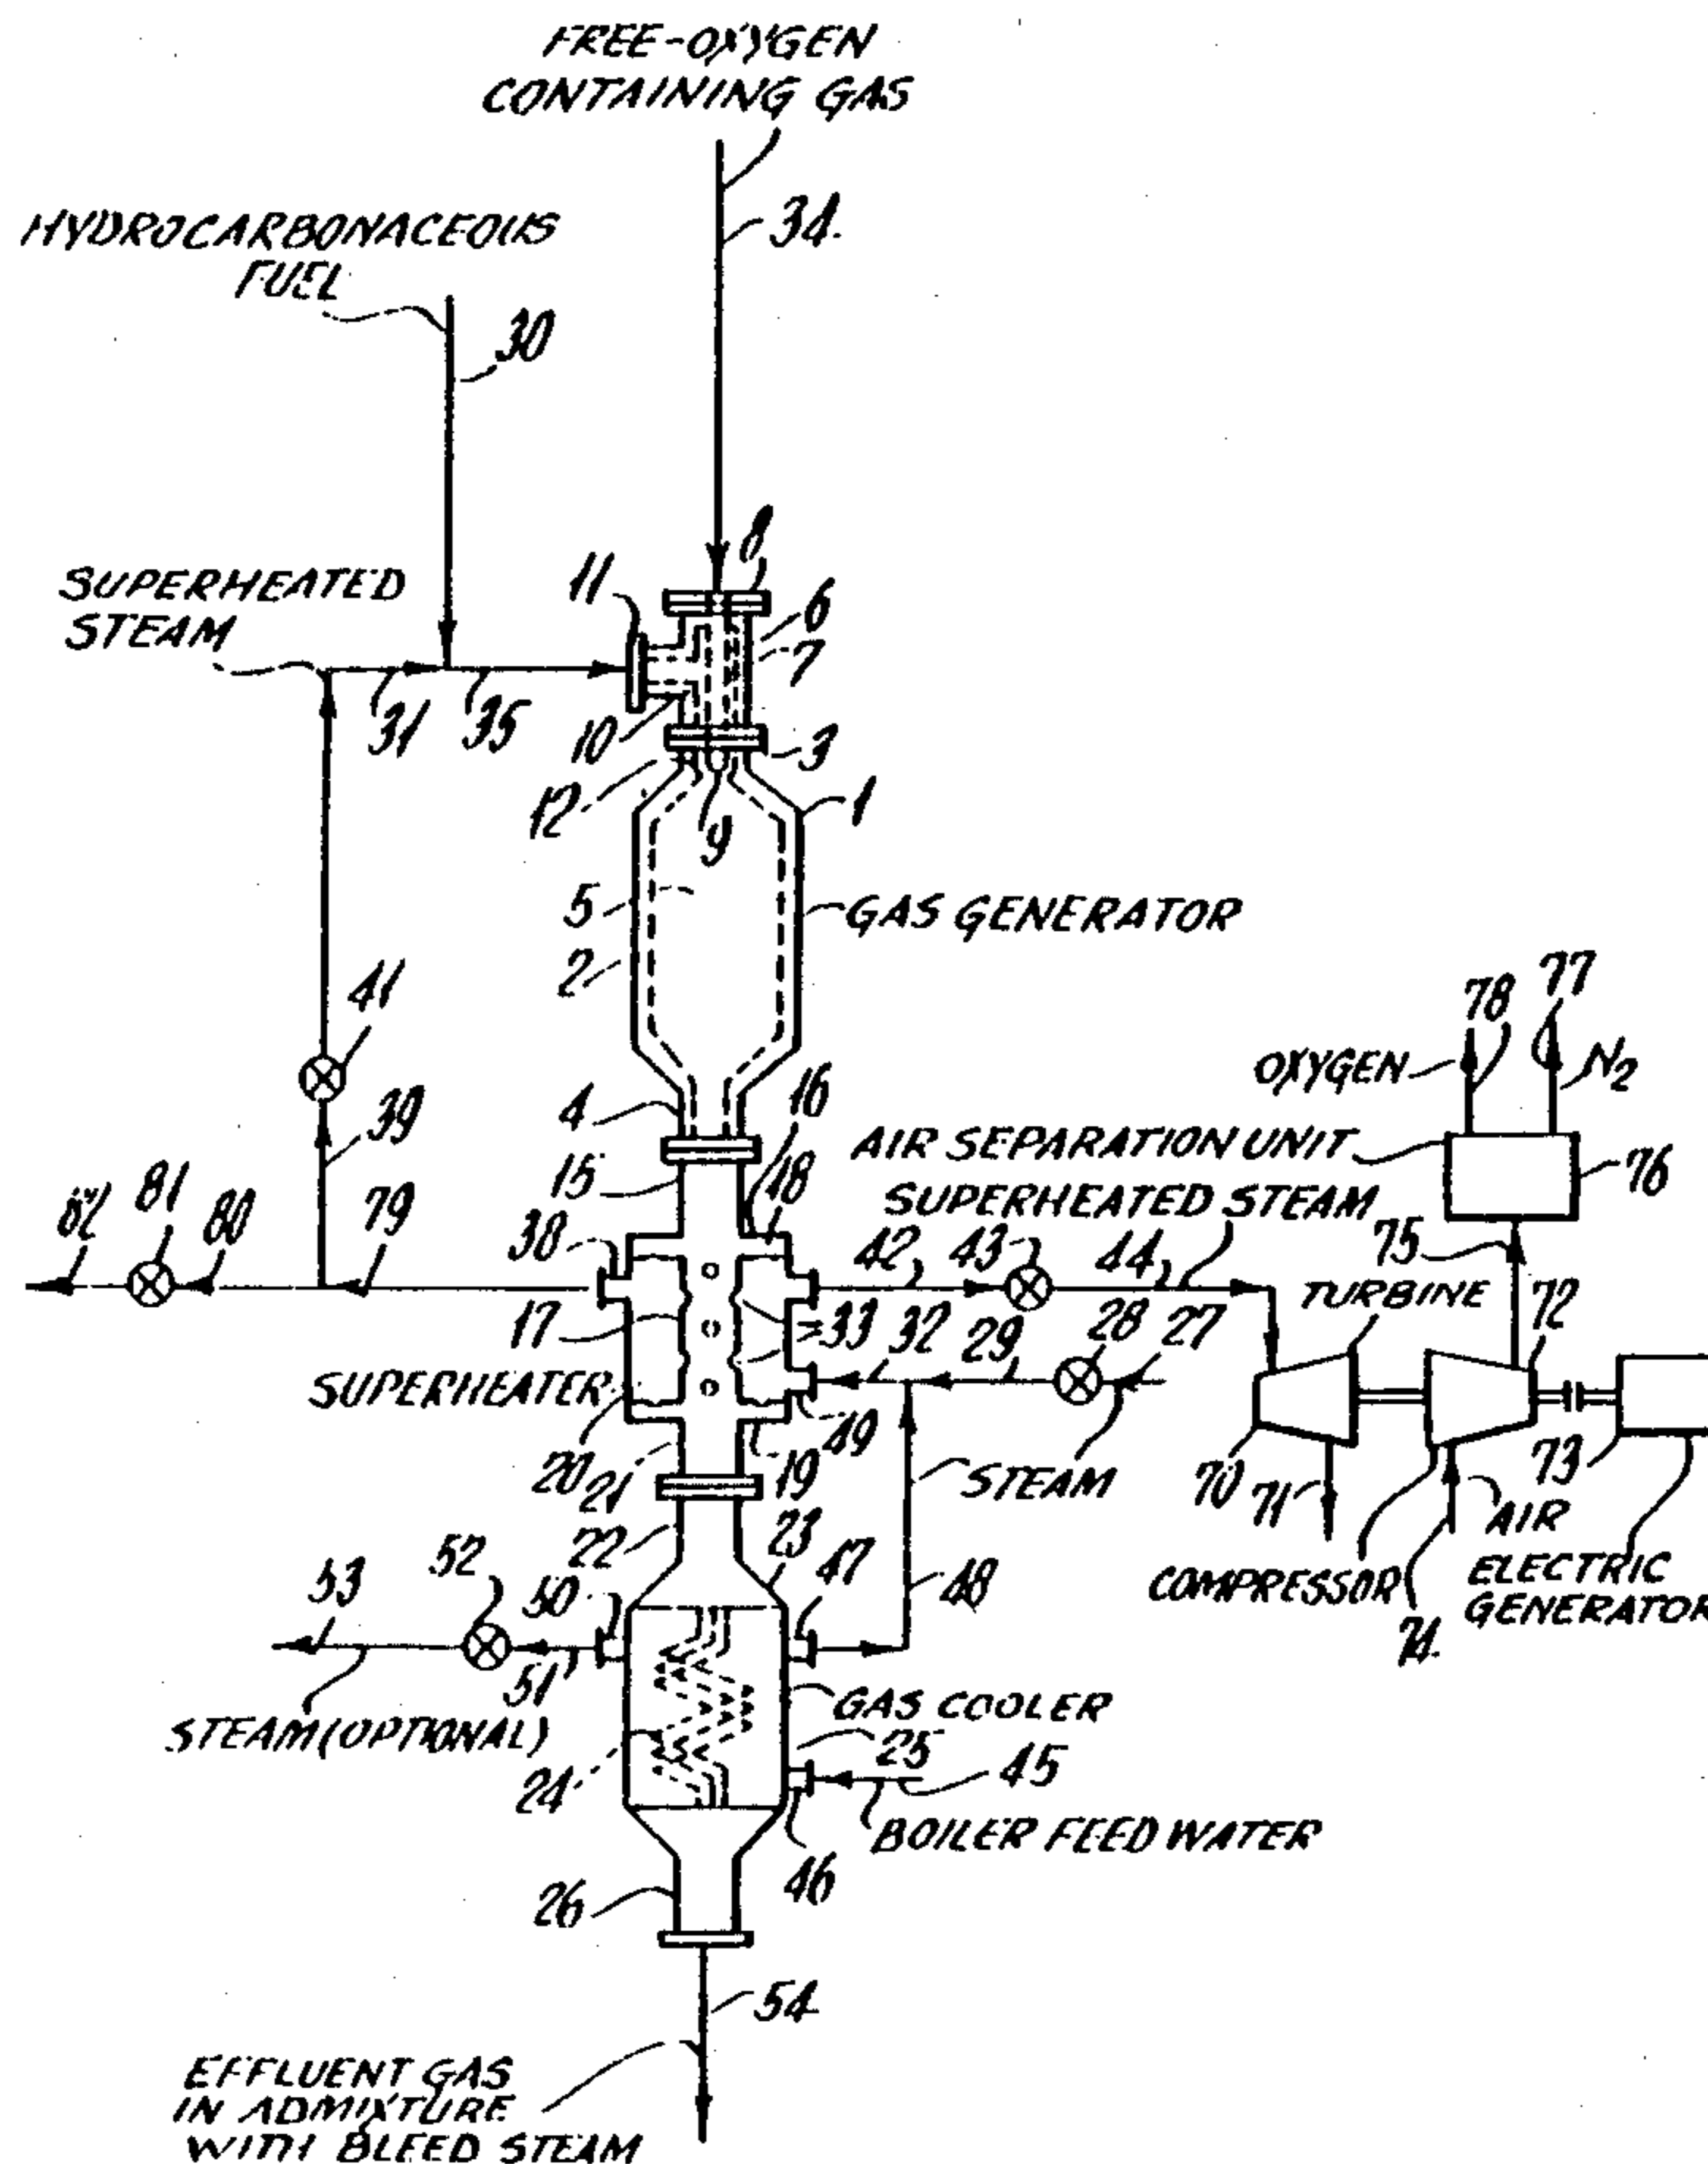 FREE-OXYGEN
CONTAINING GAS
34
HYDROCARBONACEOUS
FUEL
30
8
11
6
SUPERHEATED
STEAM
7
31
35
10
3
12
9
1
5
GAS GENERATOR
2
41
78
77
OXYGEN
N2
4
16
39
AIR SEPARATION UNIT
76
15
18
SUPERHEATED STEAM
82
81
80
79
38
42
43
44
75
TURBINE
72
17
33
32
29
28
27
SUPERHEATER
49
20
21
19
STEAM
70
71
AIR
73
22
23
COMPRESSOR
74
ELECTRIC
GENERATOR
53
52
50
47
48
51
GAS COOLER
STEAM (OPTIONAL)
25
24
45
BOILER FEED WATER
46
26
54
EFFLUENT GAS
IN ADMIXTURE
WITH BLEED STEAM